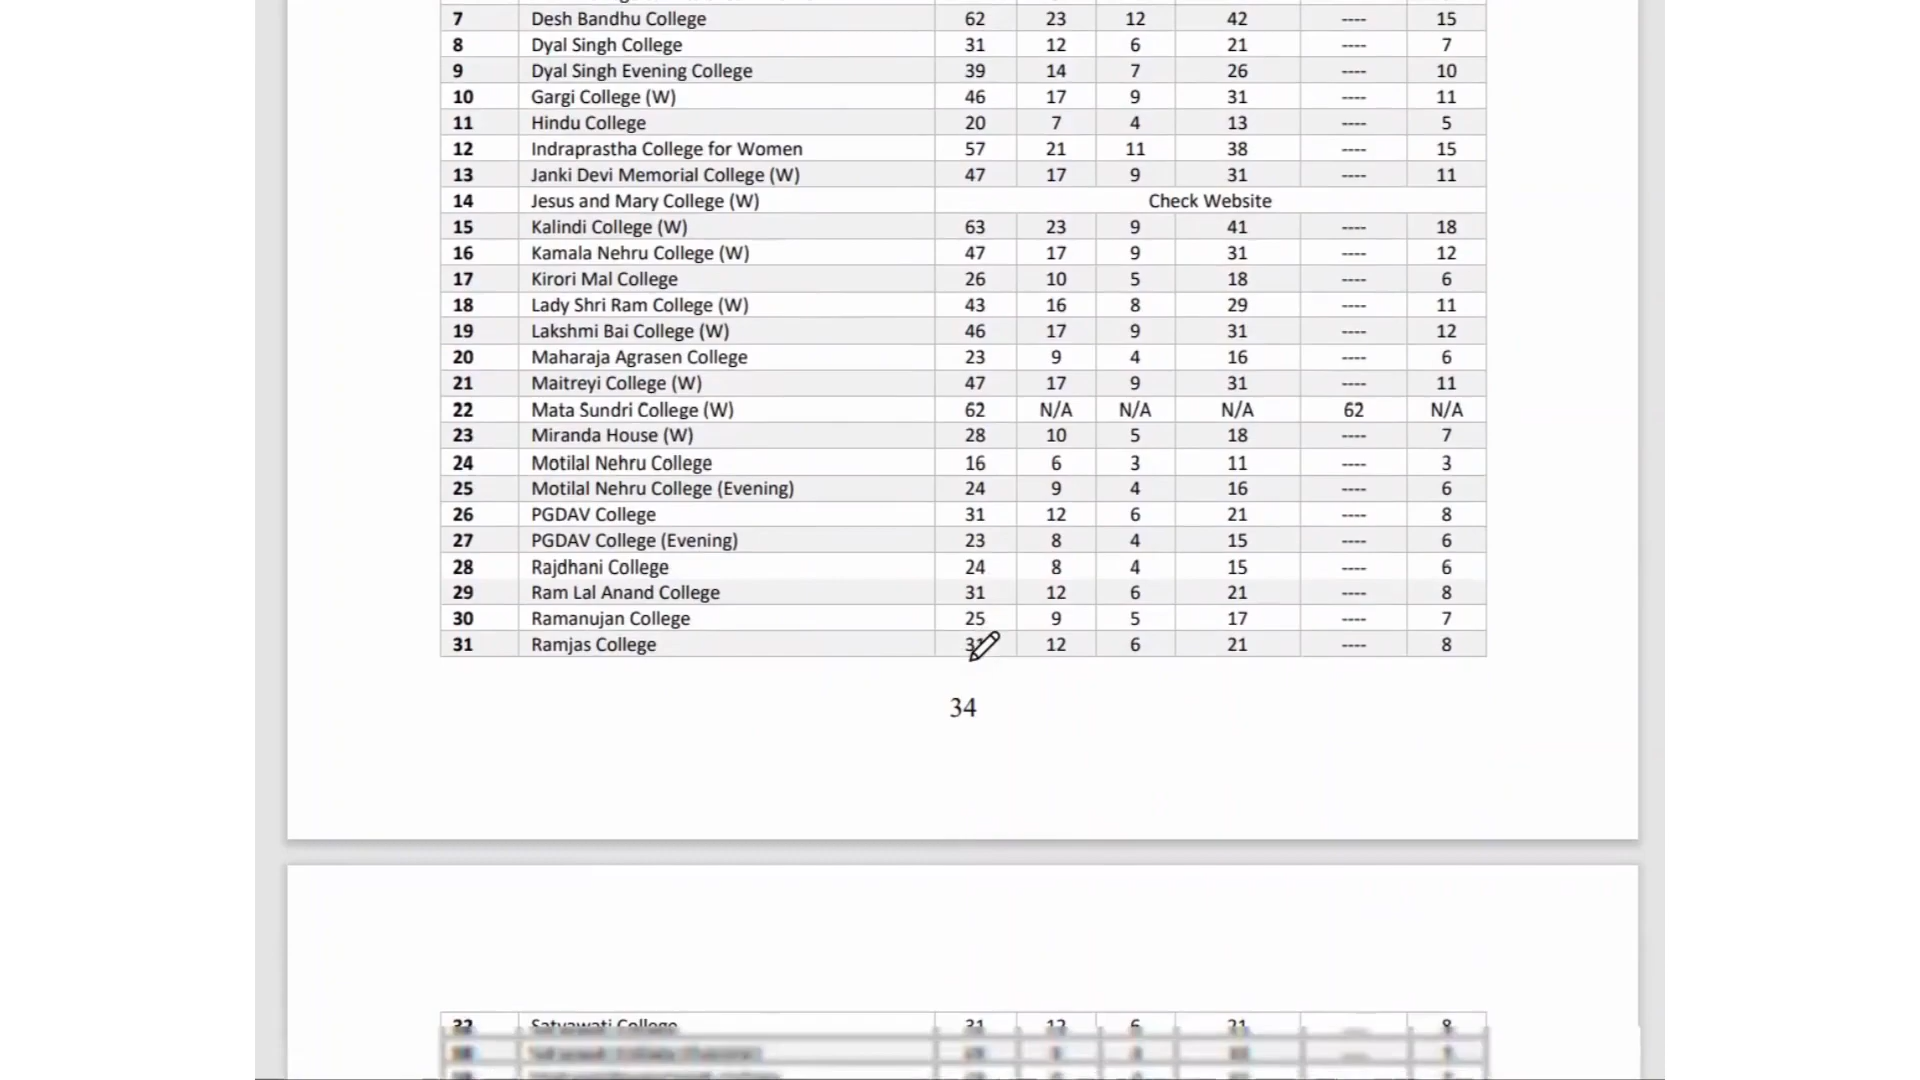 7 Desh Bandhu College 62 23 12 42 ---- 15
8 Dyal Singh College 31 12 6 21 ---- 7
9 Dyal Singh Evening College 39 14 7 26 ---- 10
10 Gargi College (W) 46 17 9 31 ---- 11
11 Hindu College 20 7 4 13 ---- 5
12 Indraprastha College for Women 57 21 11 38 ---- 15
13 Janki Devi Memorial College (W) 47 17 9 31 ---- 11
14 Jesus and Mary College (W) Check Website
15 Kalindi College (W) 63 23 9 41 ---- 18
16 Kamala Nehru College (W) 47 17 9 31 ---- 12
17 Kirori Mal College 26 10 5 18 ---- 6
18 Lady Shri Ram College (W) 43 16 8 29 ---- 11
19 Lakshmi Bai College (W) 46 17 9 31 ---- 12
20 Maharaja Agrasen College 23 9 4 16 ---- 6
21 Maitreyi College (W) 47 17 9 31 ---- 11
22 Mata Sundri College (W) 62 N/A N/A N/A 62 N/A
23 Miranda House (W) 28 10 5 18 ---- 7
24 Motilal Nehru College 16 6 3 11 ---- 3
25 Motilal Nehru College (Evening) 24 9 4 16 ---- 6
26 PGDAV College 31 12 6 21 ---- 8
27 PGDAV College (Evening) 23 8 4 15 ---- 6
28 Rajdhani College 24 8 4 15 ---- 6
29 Ram Lal Anand College 31 12 6 21 ---- 8
30 Ramanujan College 25 9 5 17 ---- 7
31 Ramjas College 31 12 6 21 ---- 8
34
32 Satyawati College 31 12 6 21 ---- 8